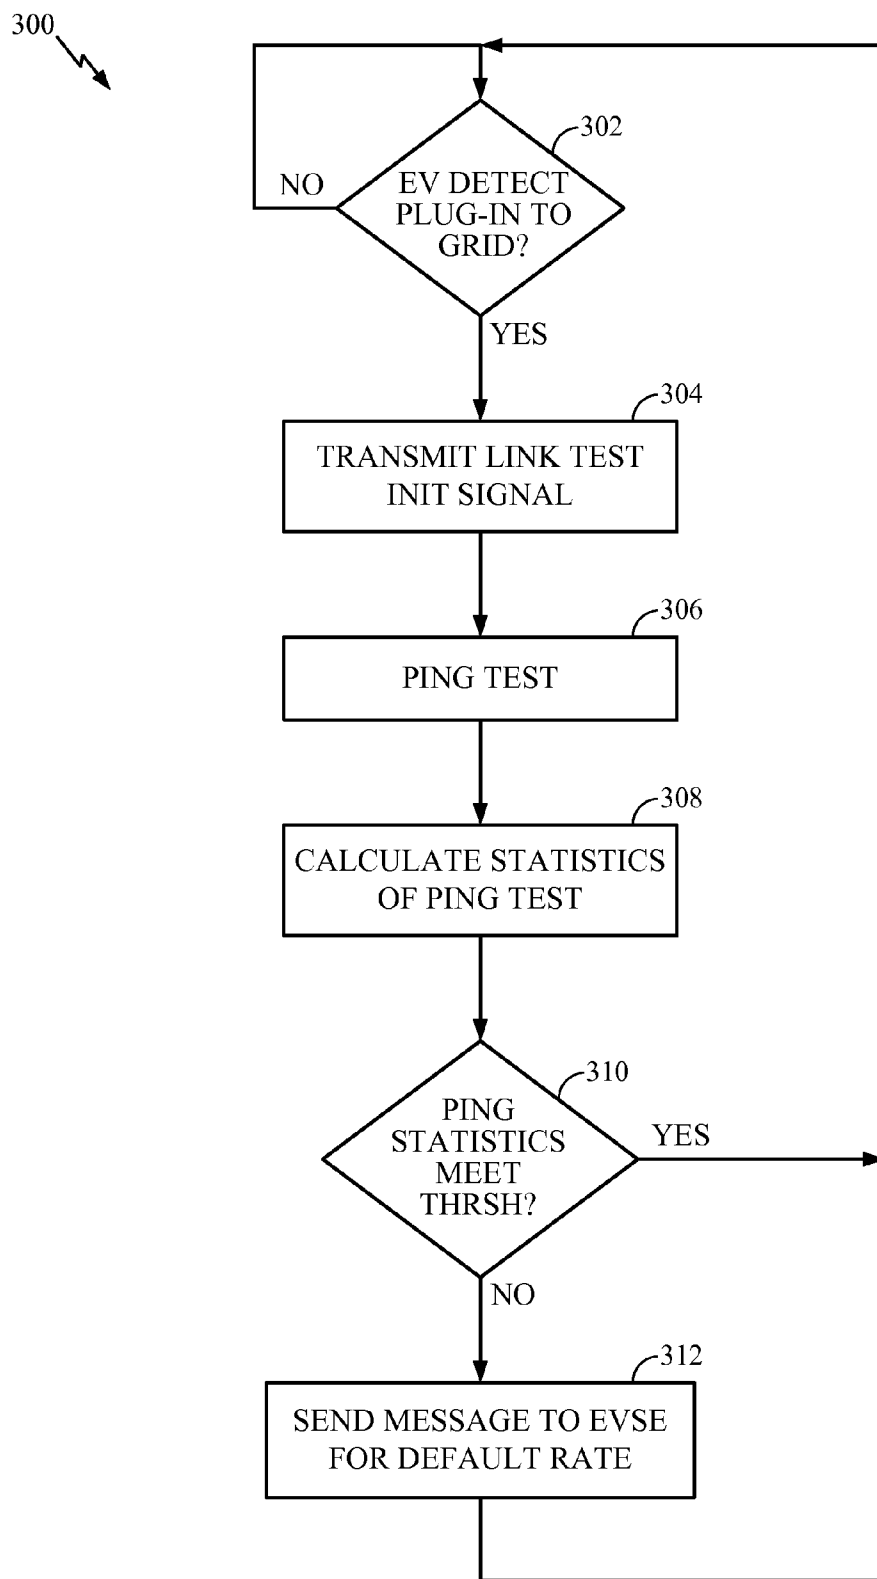 300
302
EV DETECT
PLUG-IN TO
GRID?
NO
YES
304
TRANSMIT LINK TEST
INIT SIGNAL
306
PING TEST
308
CALCULATE STATISTICS
OF PING TEST
310
PING
STATISTICS
MEET
THRSH?
YES
NO
312
SEND MESSAGE TO EVSE
FOR DEFAULT RATE